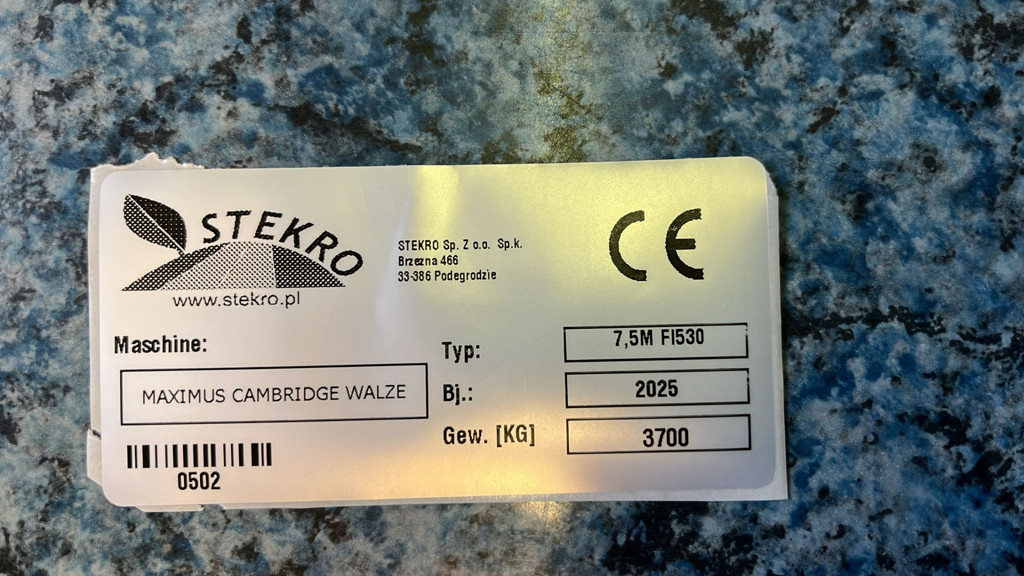 STEKRO
www.stekro.pl
STEKRO Sp. Z o.o. Sp.k.
Brzezna 466
33-386 Podegrodzie
CE
Maschine:
MAXIMUS CAMBRIDGE WALZE
0502
Typ: 7,5M FI530
Bj.: 2025
Gew. [KG] 3700